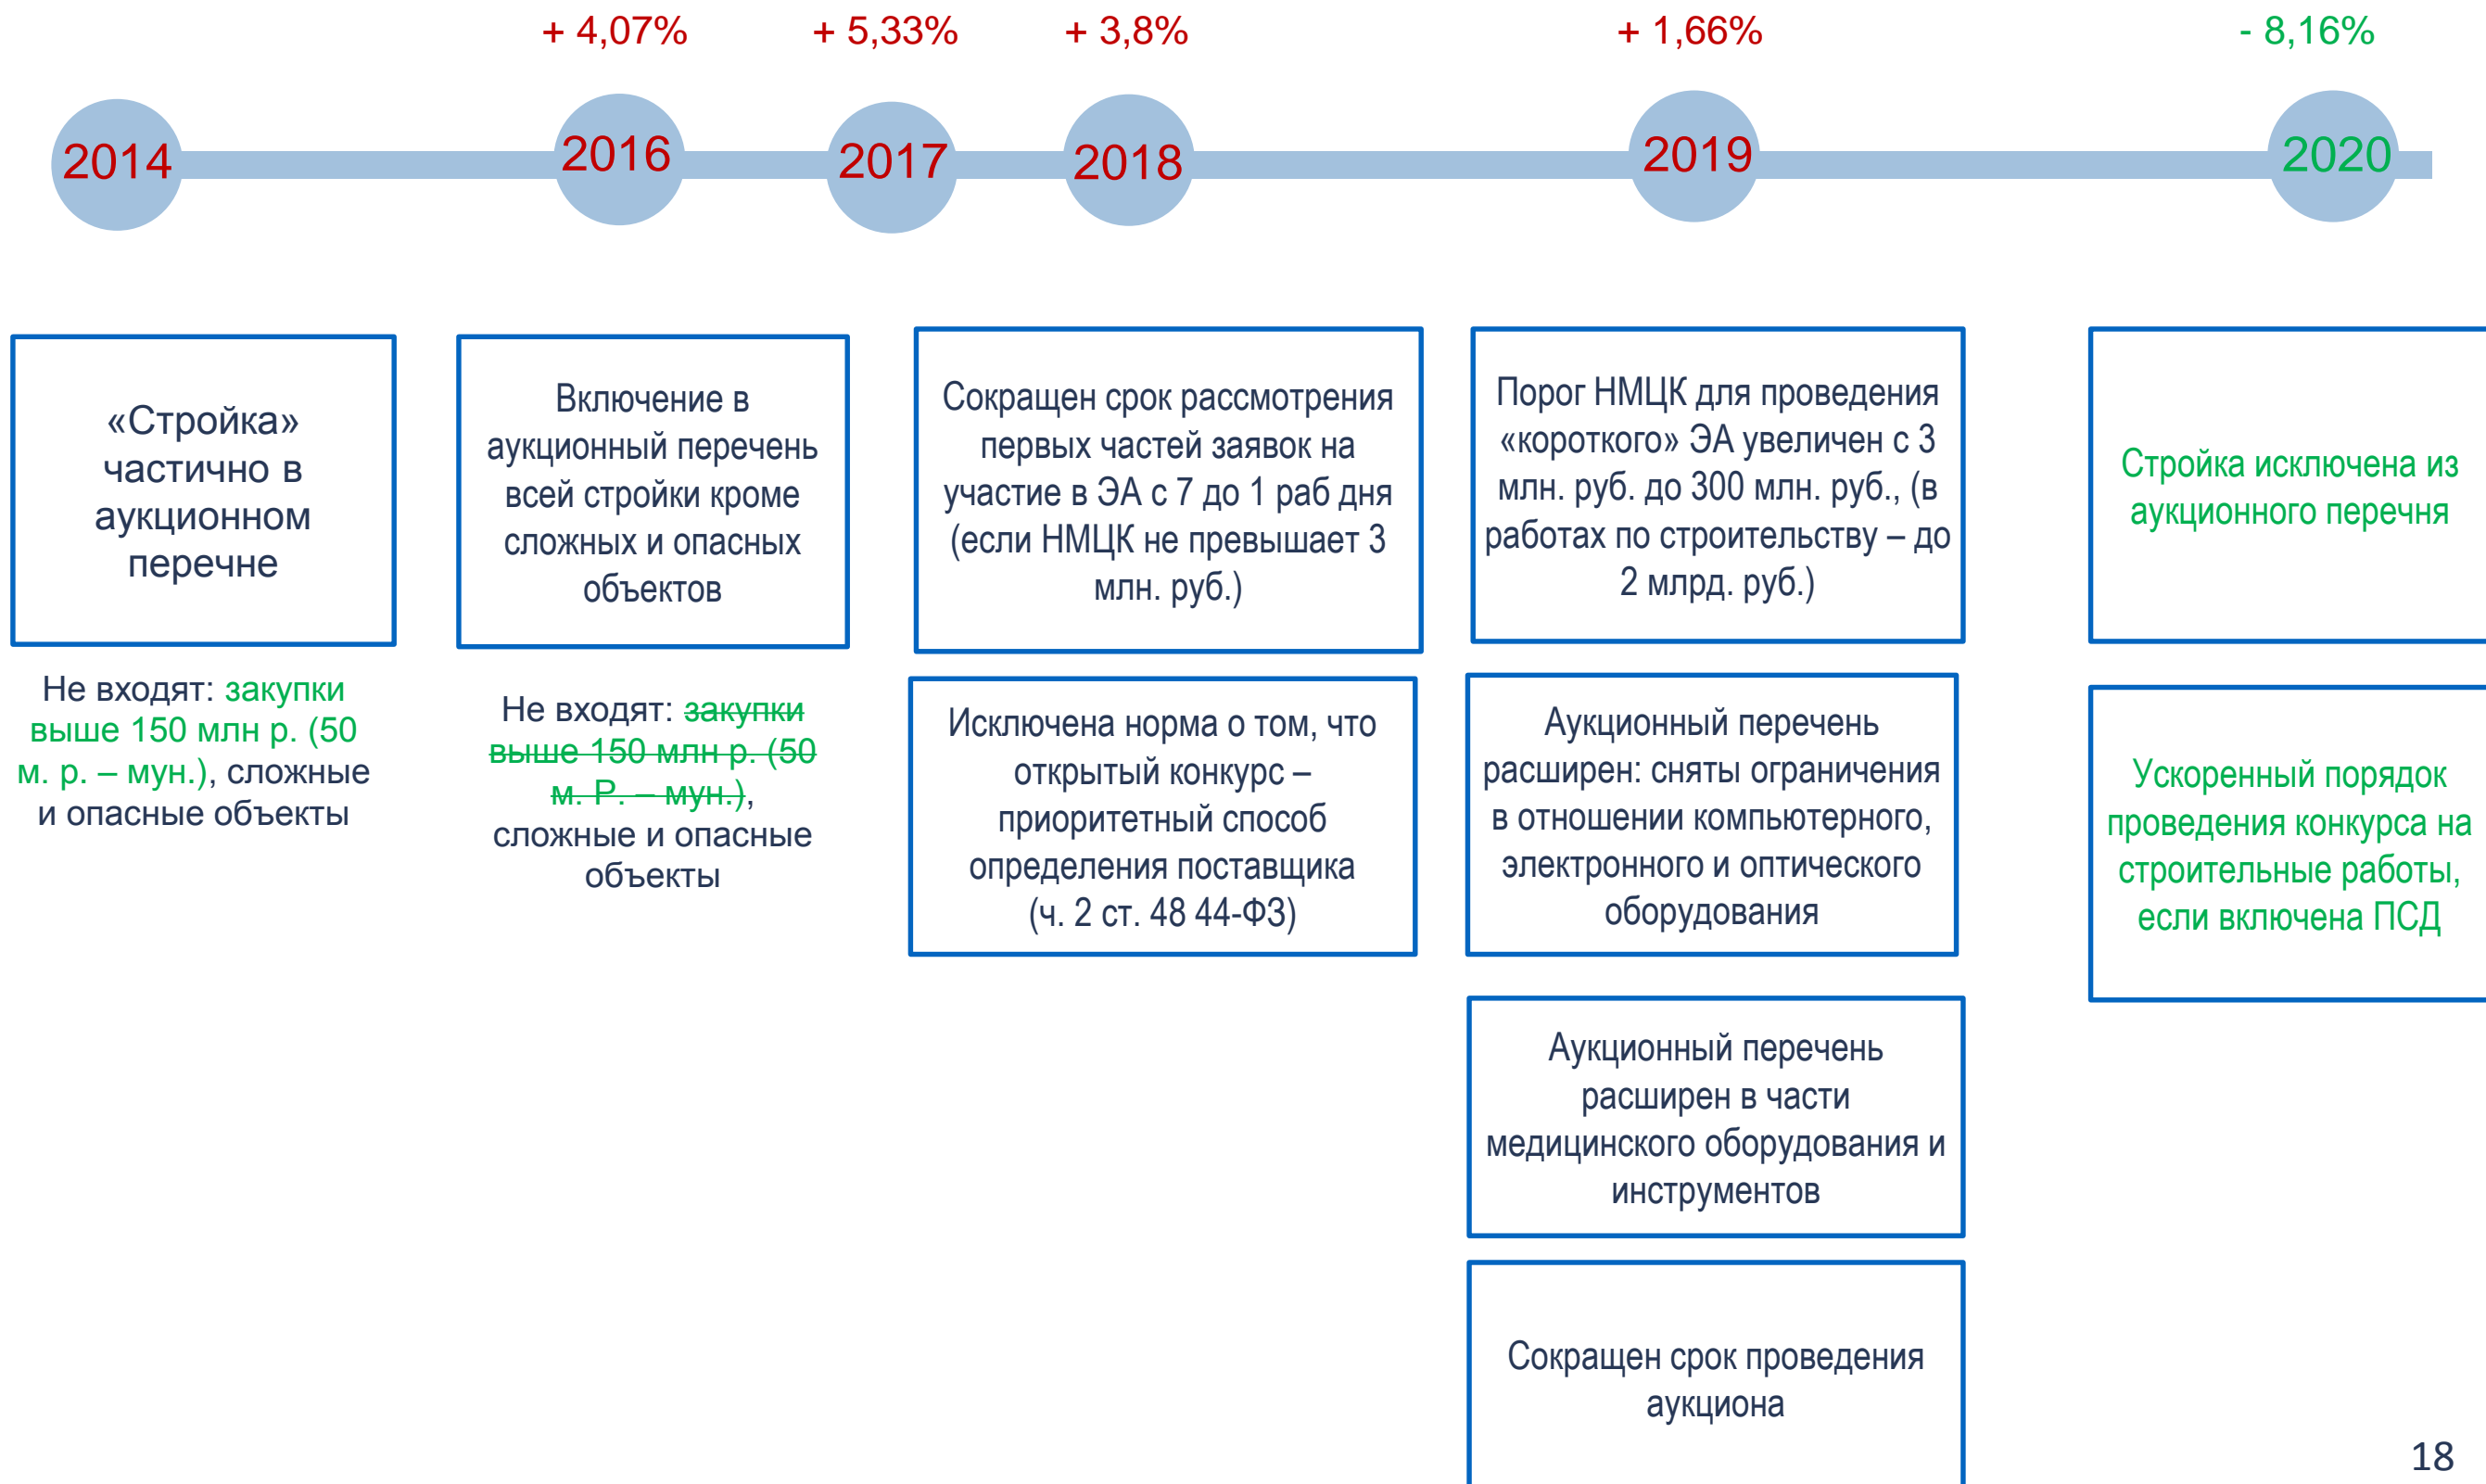 + 4,07%
+ 5,33%
+ 3,8%
+ 1,66%
- 8,16%
2014
2016
2017
2018
2019
2020
«Стройка»
частично в
аукционном
перечне
Не входят: закупки
выше 150 млн р. (50
м. р. – мун.), сложные
и опасные объекты
Включение в
аукционный перечень
всей стройки кроме
сложных и опасных
объектов
Не входят: закупки
выше 150 млн р. (50
м. Р. – мун.),
сложные и опасные
объекты
Сокращен срок рассмотрения
первых частей заявок на
участие в ЭА с 7 до 1 раб дня
(если НМЦК не превышает 3
млн. руб.)
Исключена норма о том, что
открытый конкурс –
приоритетный способ
определения поставщика
(ч. 2 ст. 48 44-ФЗ)
Порог НМЦК для проведения
«короткого» ЭА увеличен с 3
млн. руб. до 300 млн. руб., (в
работах по строительству – до
2 млрд. руб.)
Аукционный перечень
расширен: сняты ограничения
в отношении компьютерного,
электронного и оптического
оборудования
Аукционный перечень
расширен в части
медицинского оборудования и
инструментов
Сокращен срок проведения
аукциона
Стройка исключена из
аукционного перечня
Ускоренный порядок
проведения конкурса на
строительные работы,
если включена ПСД
18